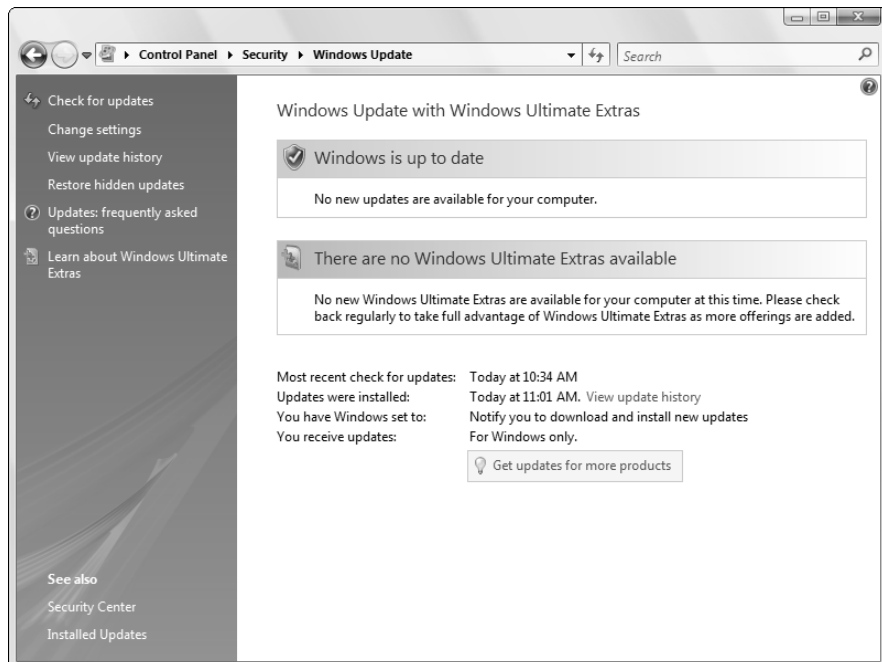 Control Panel Security Windows Update Search
Check for updates
Change settings
View update history
Restore hidden updates
Updates: frequently asked
questions
Learn about Windows Ultimate
Extras
See also
Security Center
Installed Updates
Windows Update with Windows Ultimate Extras
Windows is up to date
No new updates are available for your computer.
There are no Windows Ultimate Extras available
No new Windows Ultimate Extras are available for your computer at this time. Please check
back regularly to take full advantage of Windows Ultimate Extras as more offerings are added.
Most recent check for updates: Today at 10:34 AM
Updates were installed: Today at 11:01 AM. View update history
You have Windows set to: Notify you to download and install new updates
You receive updates: For Windows only.
Get updates for more products